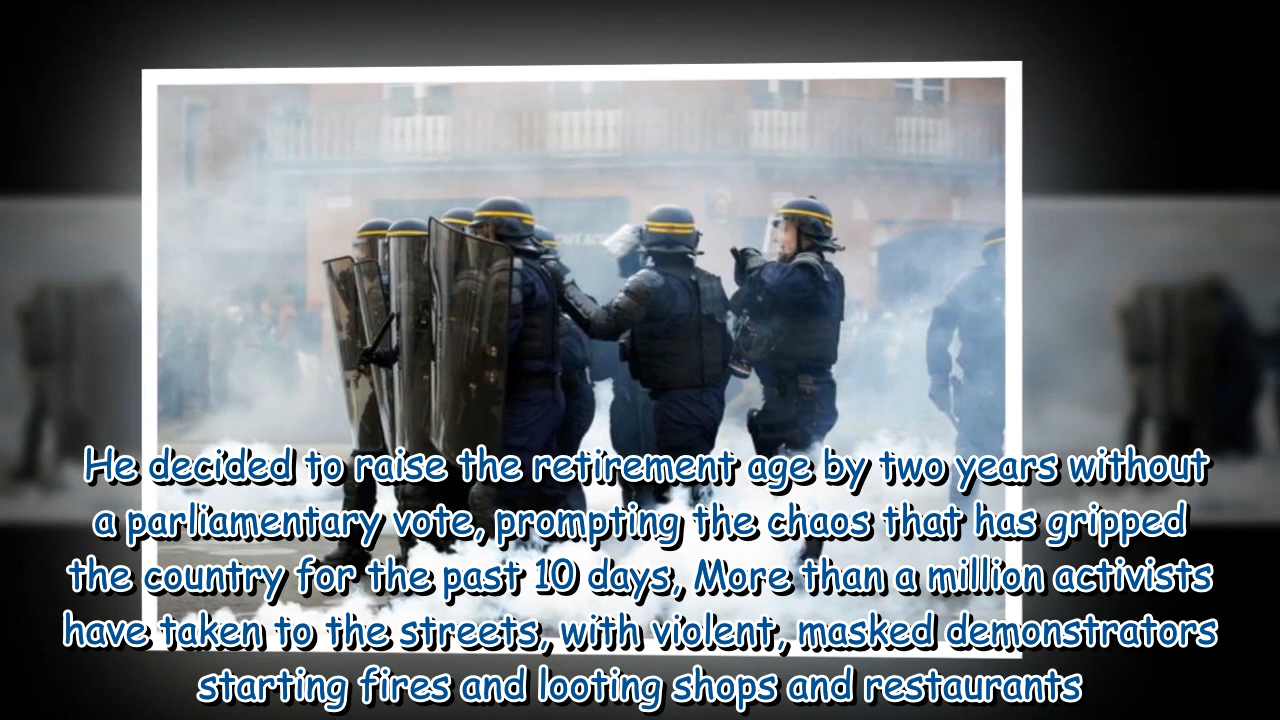 He decided to raise the retirement age by two years without
a parliamentary vote, prompting the chaos that has gripped
the country for the past 10 days, More than a million activists
have taken to the streets, with violent, masked demonstrators
starting fires and looting shops and restaurants